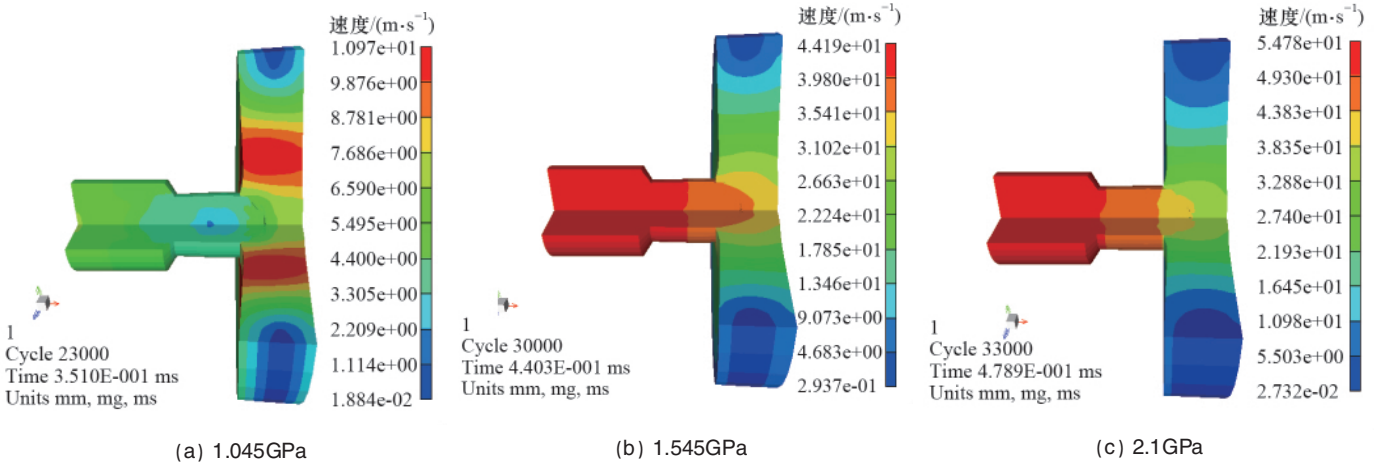 速度/(m·s⁻¹)
1.097e+01
9.876e+00
8.781e+00
7.686e+00
6.590e+00
5.495e+00
4.400e+00
3.305e+00
2.209e+00
1.114e+00
1.884e-02
1
Cycle 23000
Time 3.510E-001 ms
Units mm, mg, ms
(a) 1.045GPa
速度/(m·s⁻¹)
4.419e+01
3.980e+01
3.541e+01
3.102e+01
2.663e+01
2.224e+01
1.785e+01
1.346e+01
9.073e+00
4.683e+00
2.937e-01
1
Cycle 30000
Time 4.403E-001 ms
Units mm, mg, ms
(b) 1.545GPa
速度/(m·s⁻¹)
5.478e+01
4.930e+01
4.383e+01
3.835e+01
3.288e+01
2.740e+01
2.193e+01
1.645e+01
1.098e+01
5.503e+00
2.732e-02
1
Cycle 33000
Time 4.789E-001 ms
Units mm, mg, ms
(c) 2.1GPa